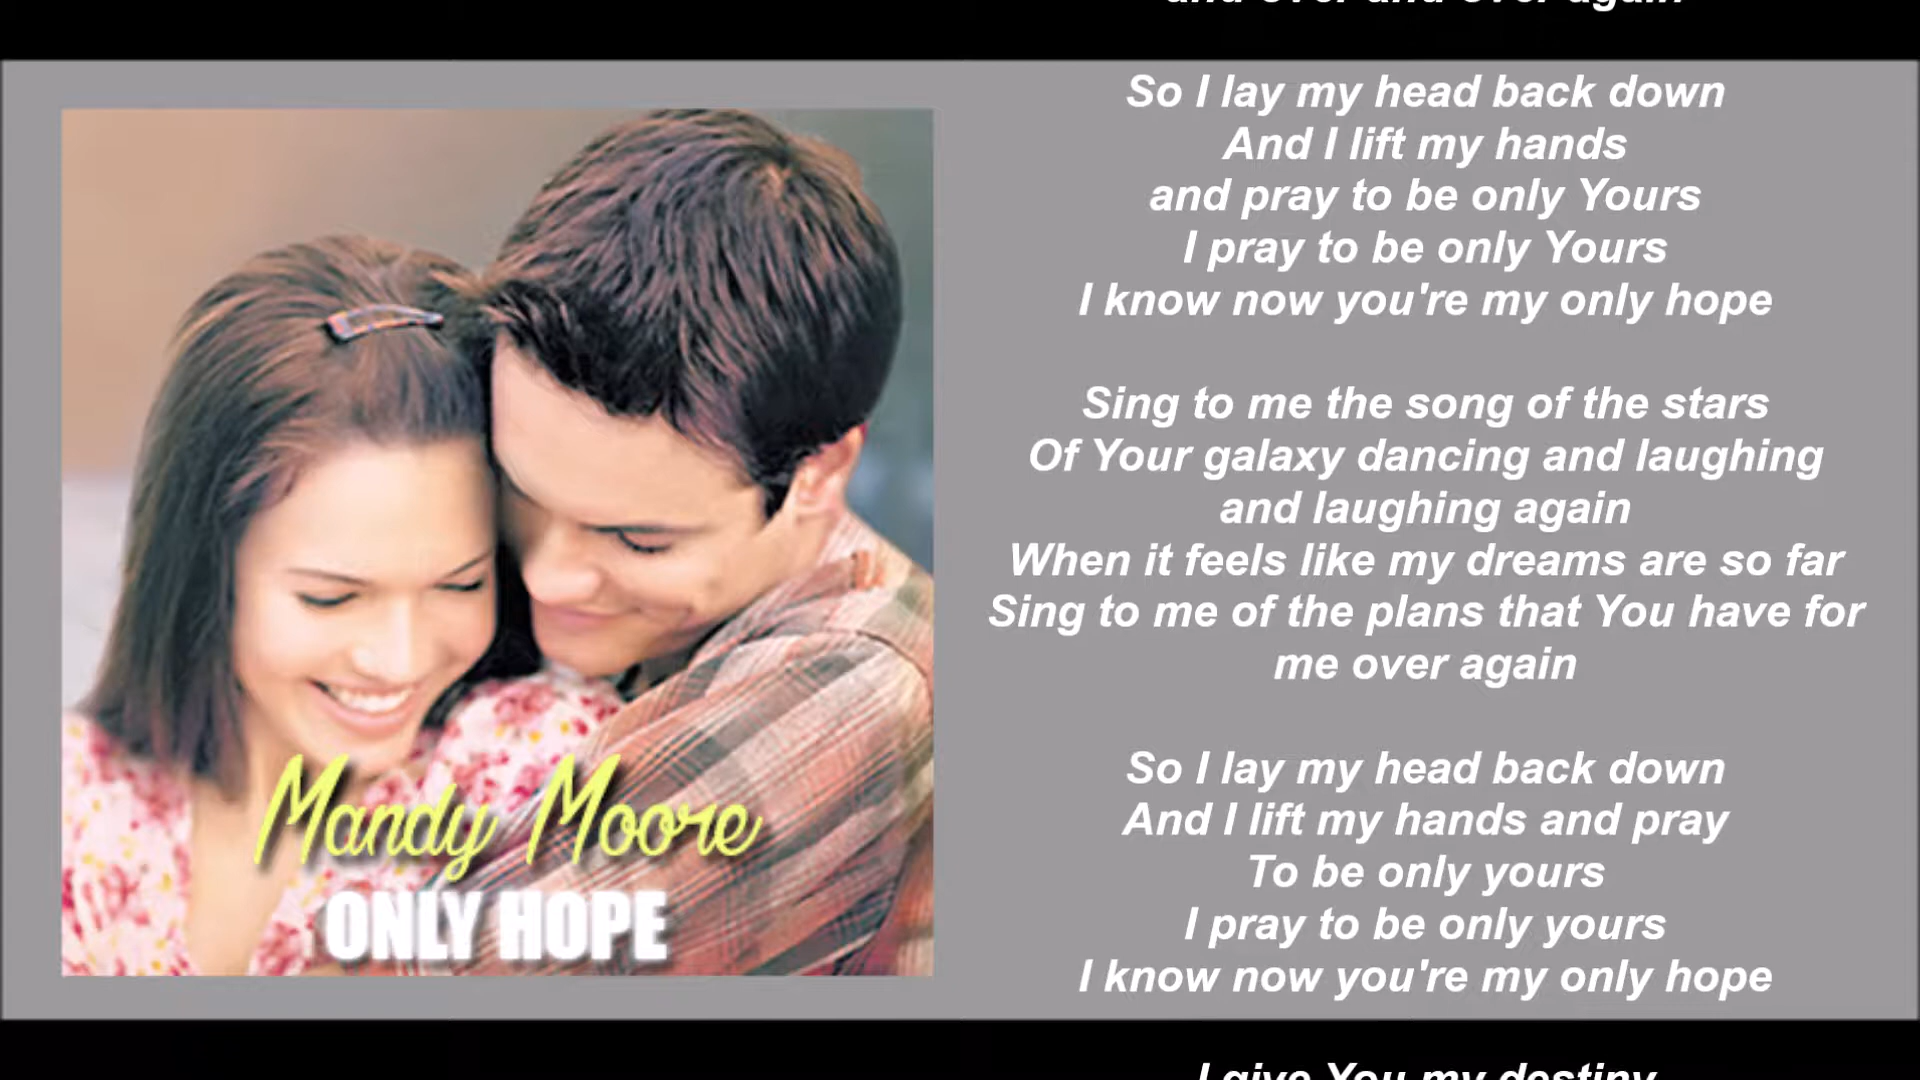 and over and over again
So I lay my head back down
And I lift my hands
and pray to be only Yours
I pray to be only Yours
I know now you're my only hope
Sing to me the song of the stars
Of Your galaxy dancing and laughing
and laughing again
When it feels like my dreams are so far
Sing to me of the plans that You have for
me over again
So I lay my head back down
And I lift my hands and pray
To be only yours
I pray to be only yours
I know now you're my only hope
I give You my destiny
Mandy Moore
ONLY HOPE